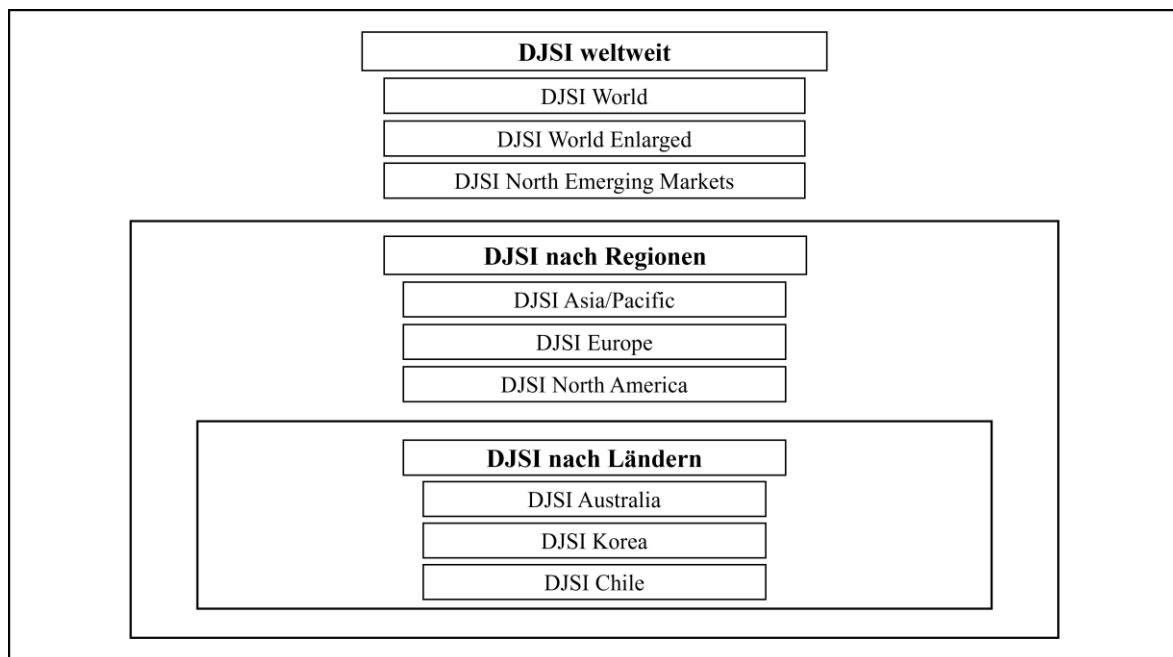 DJSI weltweit
DJSI World
DJSI World Enlarged
DJSI North Emerging Markets
DJSI nach Regionen
DJSI Asia/Pacific
DJSI Europe
DJSI North America
DJSI nach Ländern
DJSI Australia
DJSI Korea
DJSI Chile